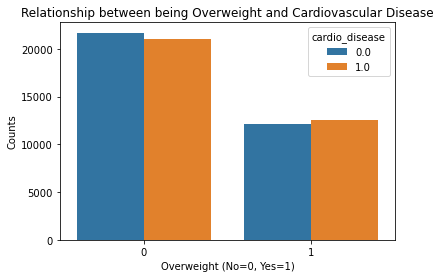 Relationship between being Overweight and Cardiovascular Disease
cardio_disease
0.0
1.0
20000
15000
10000
5000
0
Counts
0 1
Overweight (No=0, Yes=1)